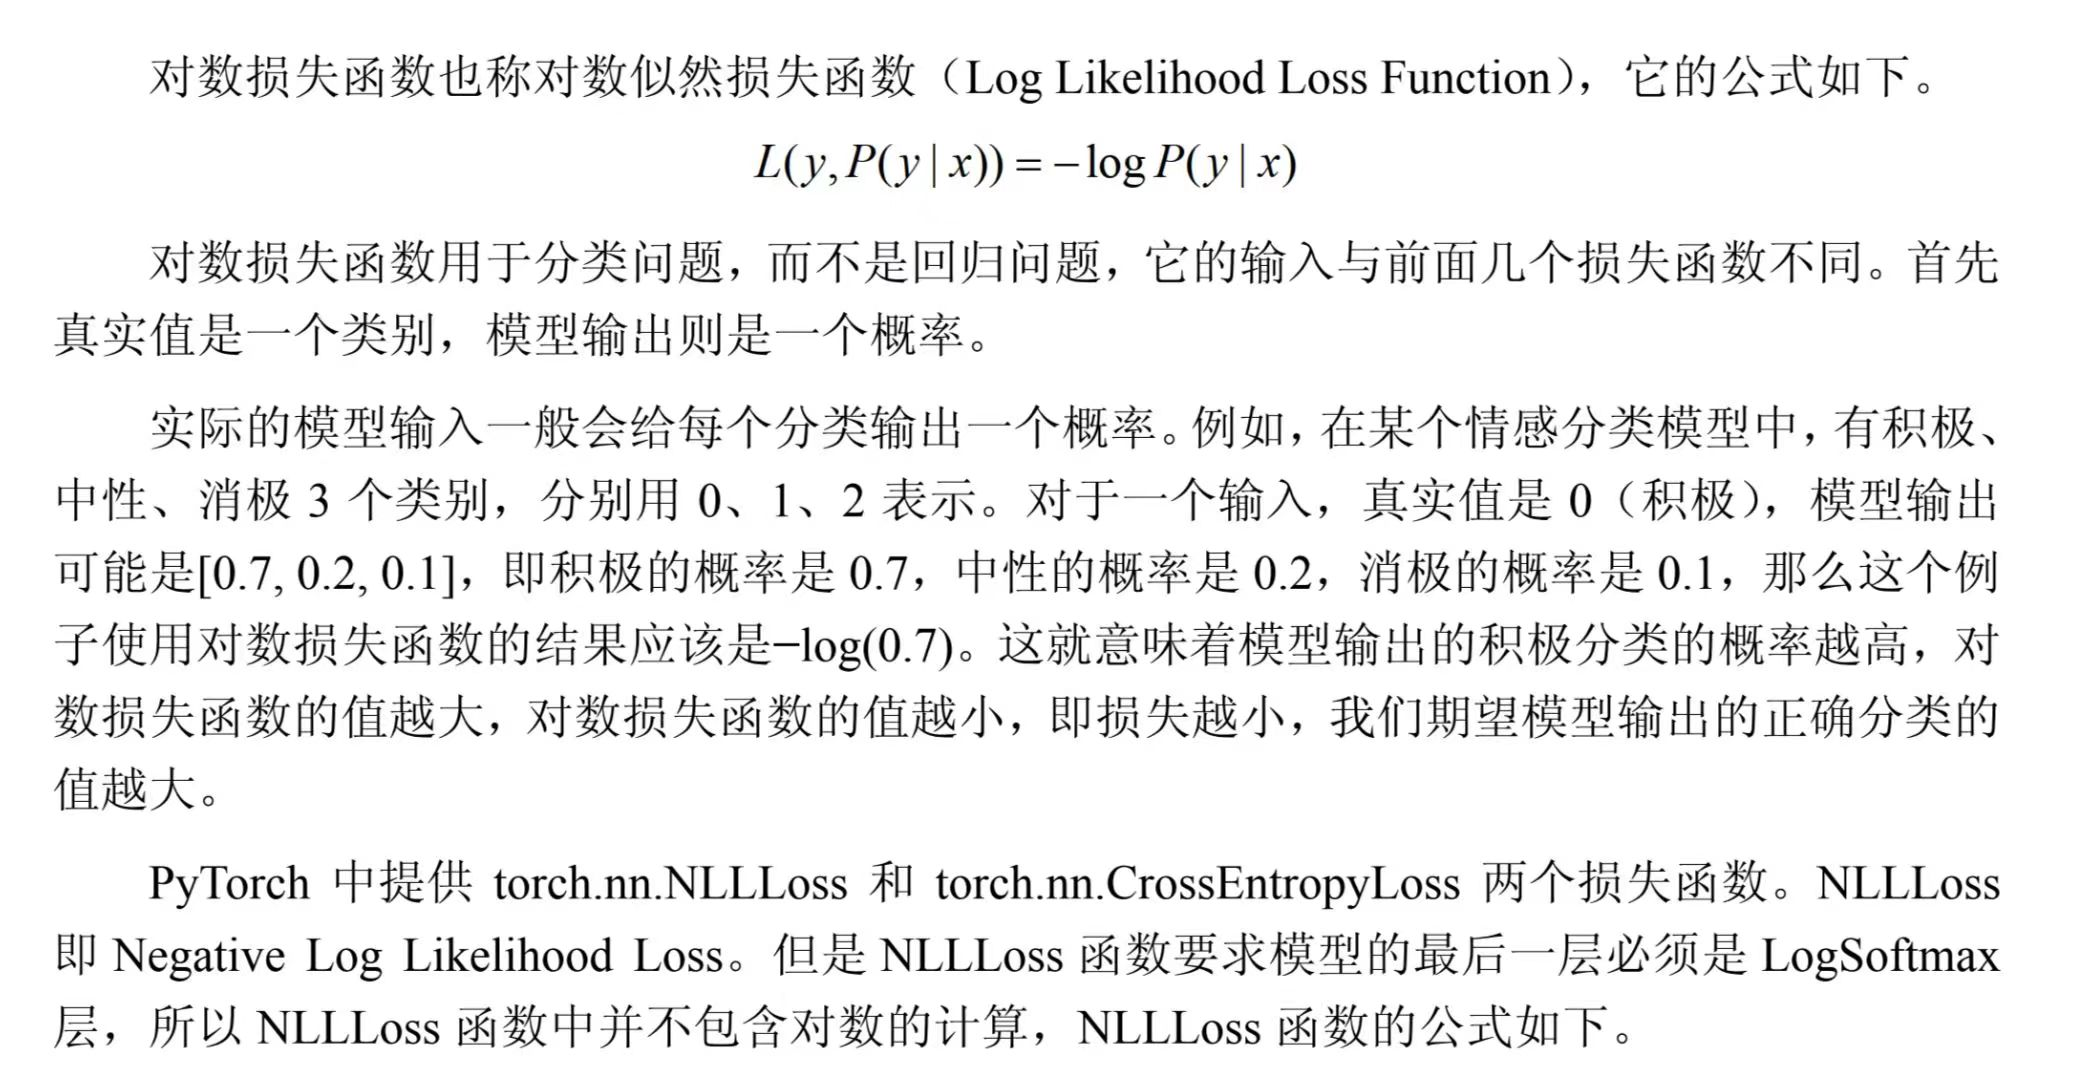 对数损失函数也称对数似然损失函数（Log Likelihood Loss Function），它的公式如下。
L(y, P(y | x)) = −log P(y | x)
对数损失函数用于分类问题，而不是回归问题，它的输入与前面几个损失函数不同。首先
真实值是一个类别，模型输出则是一个概率。
实际的模型输入一般会给每个分类输出一个概率。例如，在某个情感分类模型中，有积极、
中性、消极 3 个类别，分别用 0、1、2 表示。对于一个输入，真实值是 0（积极），模型输出
可能是[0.7, 0.2, 0.1]，即积极的概率是 0.7，中性的概率是 0.2，消极的概率是 0.1，那么这个例
子使用对数损失函数的结果应该是−log(0.7)。这就意味着模型输出的积极分类的概率越高，对
数损失函数的值越大，对数损失函数的值越小，即损失越小，我们期望模型输出的正确分类的
值越大。
PyTorch 中提供 torch.nn.NLLLoss 和 torch.nn.CrossEntropyLoss 两个损失函数。NLLLoss
即 Negative Log Likelihood Loss。但是 NLLLoss 函数要求模型的最后一层必须是 LogSoftmax
层，所以 NLLLoss 函数中并不包含对数的计算，NLLLoss 函数的公式如下。